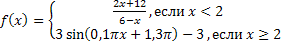 f(x) = { (2x+12)/(6−x), если x < 2
3 sin(0,1πx + 1,3π) − 3, если x ≥ 2